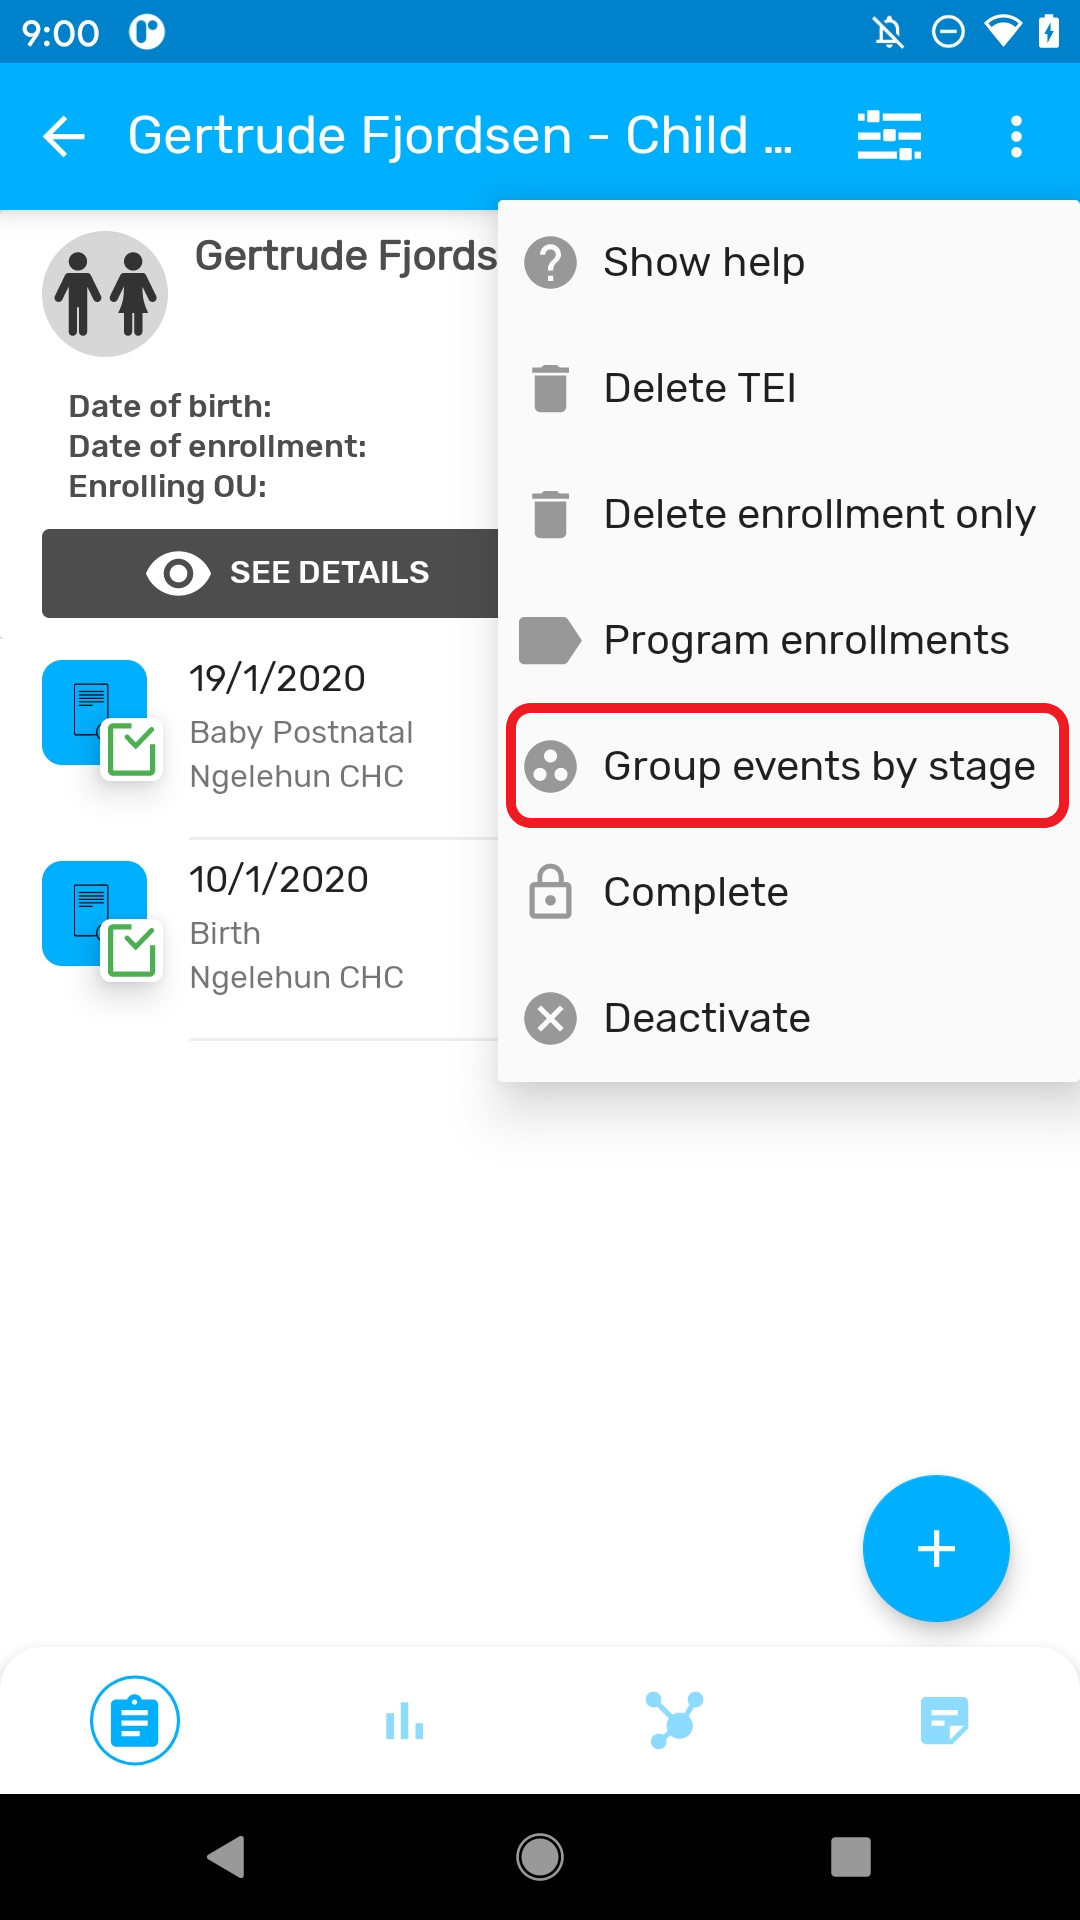 9:00
Gertrude Fjordsen - Child ...
Gertrude Fjords
Date of birth:
Date of enrollment:
Enrolling OU:
SEE DETAILS
19/1/2020
Baby Postnatal
Ngelehun CHC
10/1/2020
Birth
Ngelehun CHC
Show help
Delete TEI
Delete enrollment only
Program enrollments
Group events by stage
Complete
Deactivate